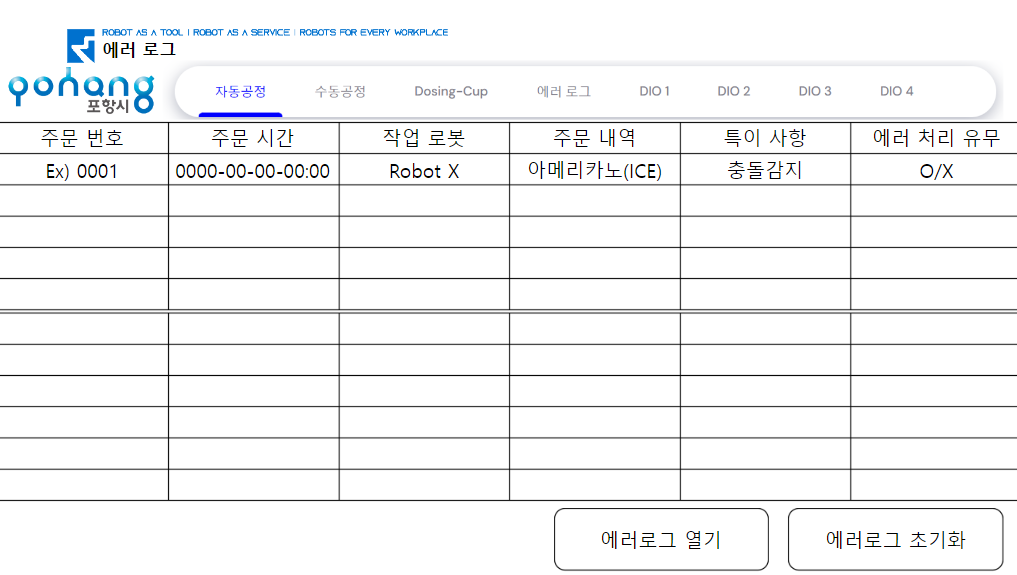 ROBOT AS A TOOL | ROBOT AS A SERVICE | ROBOTS FOR EVERY WORKPLACE
에러 로그
pohang
포항시
자동공정 수동공정 Dosing-Cup 에러 로그 DIO 1 DIO 2 DIO 3 DIO 4
주문 번호 주문 시간 작업 로봇 주문 내역 특이 사항 에러 처리 유무
Ex) 0001 0000-00-00-00:00 Robot X 아메리카노(ICE) 충돌감지 O/X
에러로그 열기 에러로그 초기화